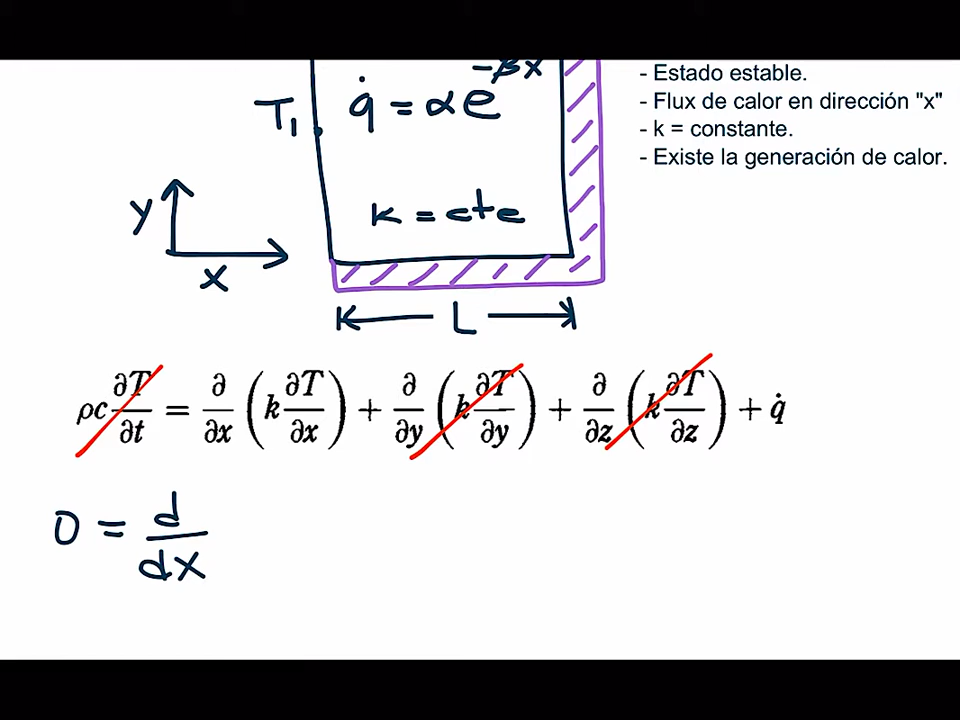 - Estado estable.
- Flux de calor en dirección "x"
- k = constante.
- Existe la generación de calor.
T₁
q̇ = αe^(-βx)
K = cte
y
x
L
ρc ∂T/∂t = ∂/∂x (k ∂T/∂x) + ∂/∂y (k ∂T/∂y) + ∂/∂z (k ∂T/∂z) + q̇
0 = d/dx